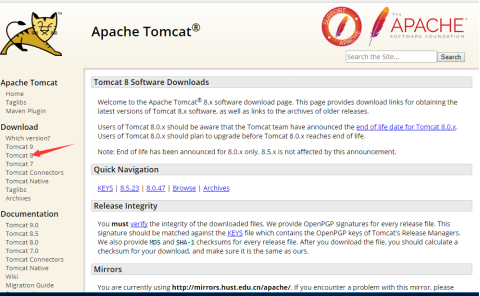 Apache Tomcat®
SUPPORT APACHE
THE
APACHE®
SOFTWARE FOUNDATION
Search the Site...
Search
Apache Tomcat
Home
Taglibs
Maven Plugin
Download
Which version?
Tomcat 9
Tomcat 8
Tomcat 7
Tomcat Connectors
Tomcat Native
Taglibs
Archives
Documentation
Tomcat 9.0
Tomcat 8.5
Tomcat 8.0
Tomcat 7.0
Tomcat Connectors
Tomcat Native
Wiki
Migration Guide
Tomcat 8 Software Downloads
Welcome to the Apache Tomcat® 8.x software download page. This page provides download links for obtaining the
latest versions of Tomcat 8.x software, as well as links to the archives of older releases.
Users of Tomcat 8.0.x should be aware that the Tomcat team have announced the end of life date for Tomcat 8.0.x.
Users of Tomcat 8.0.x should plan to upgrade before Tomcat 8.0.x reaches end of life.
Note: End of life has been announced for 8.0.x only. 8.5.x is not affected by this announcement.
Quick Navigation
KEYS | 8.5.23 | 8.0.47 | Browse | Archives
Release Integrity
You must verify the integrity of the downloaded files. We provide OpenPGP signatures for every release file. This
signature should be matched against the KEYS file which contains the OpenPGP keys of Tomcat's Release Managers.
We also provide MD5 and SHA-1 checksums for every release file. After you download the file, you should calculate a
checksum for your download, and make sure it is the same as ours.
Mirrors
You are currently using http://mirrors.hust.edu.cn/apache/. If you encounter a problem with this mirror, please